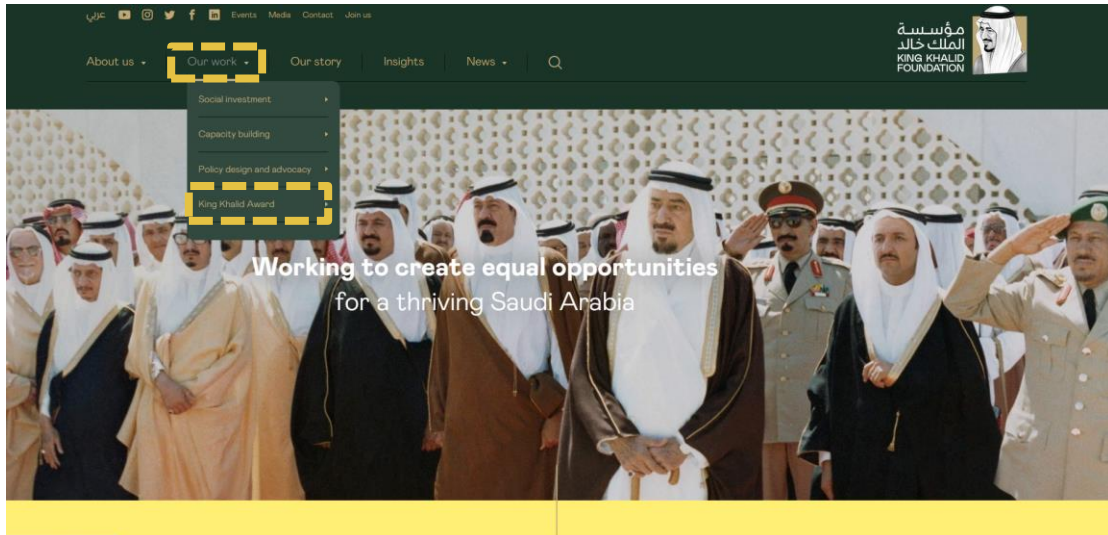 عربي Events Media Contact Join us
مؤسسة
الملك خالد
KING KHALID
FOUNDATION
About us Our work Our story Insights News
Social investment
Capacity building
Policy design and advocacy
King Khalid Award
Working to create equal opportunities
for a thriving Saudi Arabia